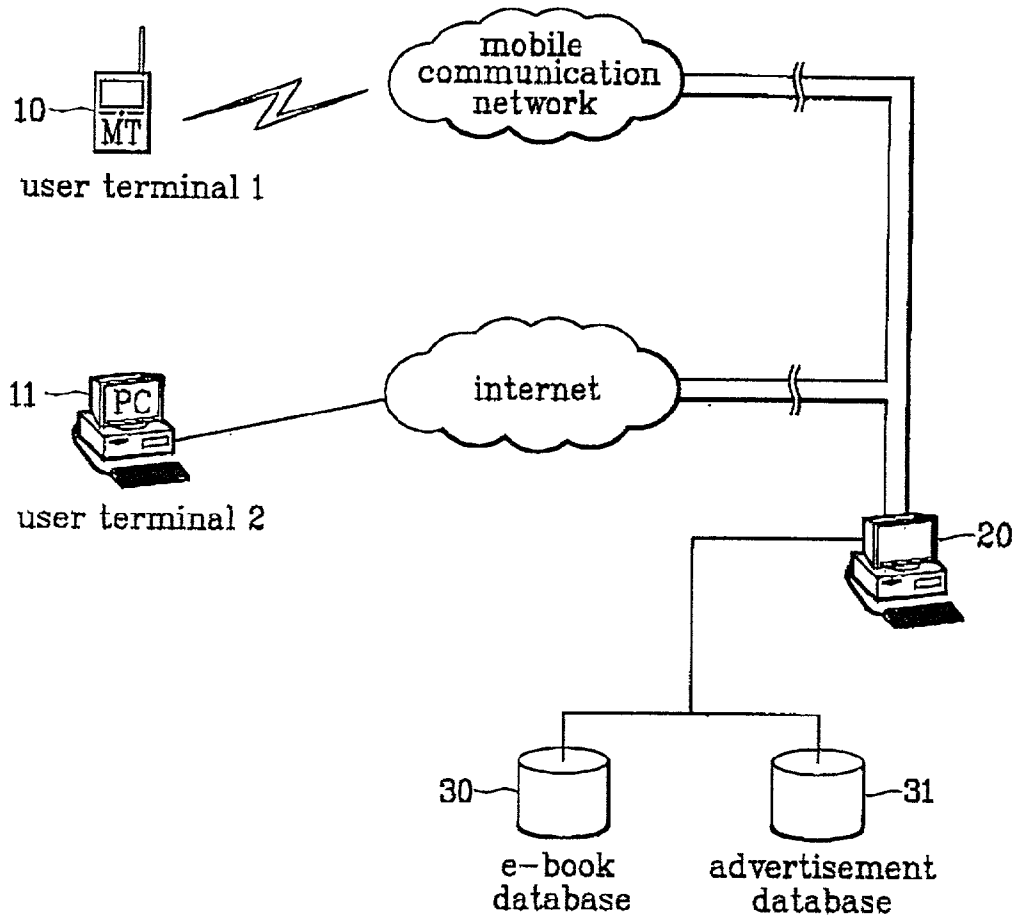 mobile
communication
network
10
MT
user terminal 1
11
PC
internet
user terminal 2
20
30
31
e-book
database
advertisement
database